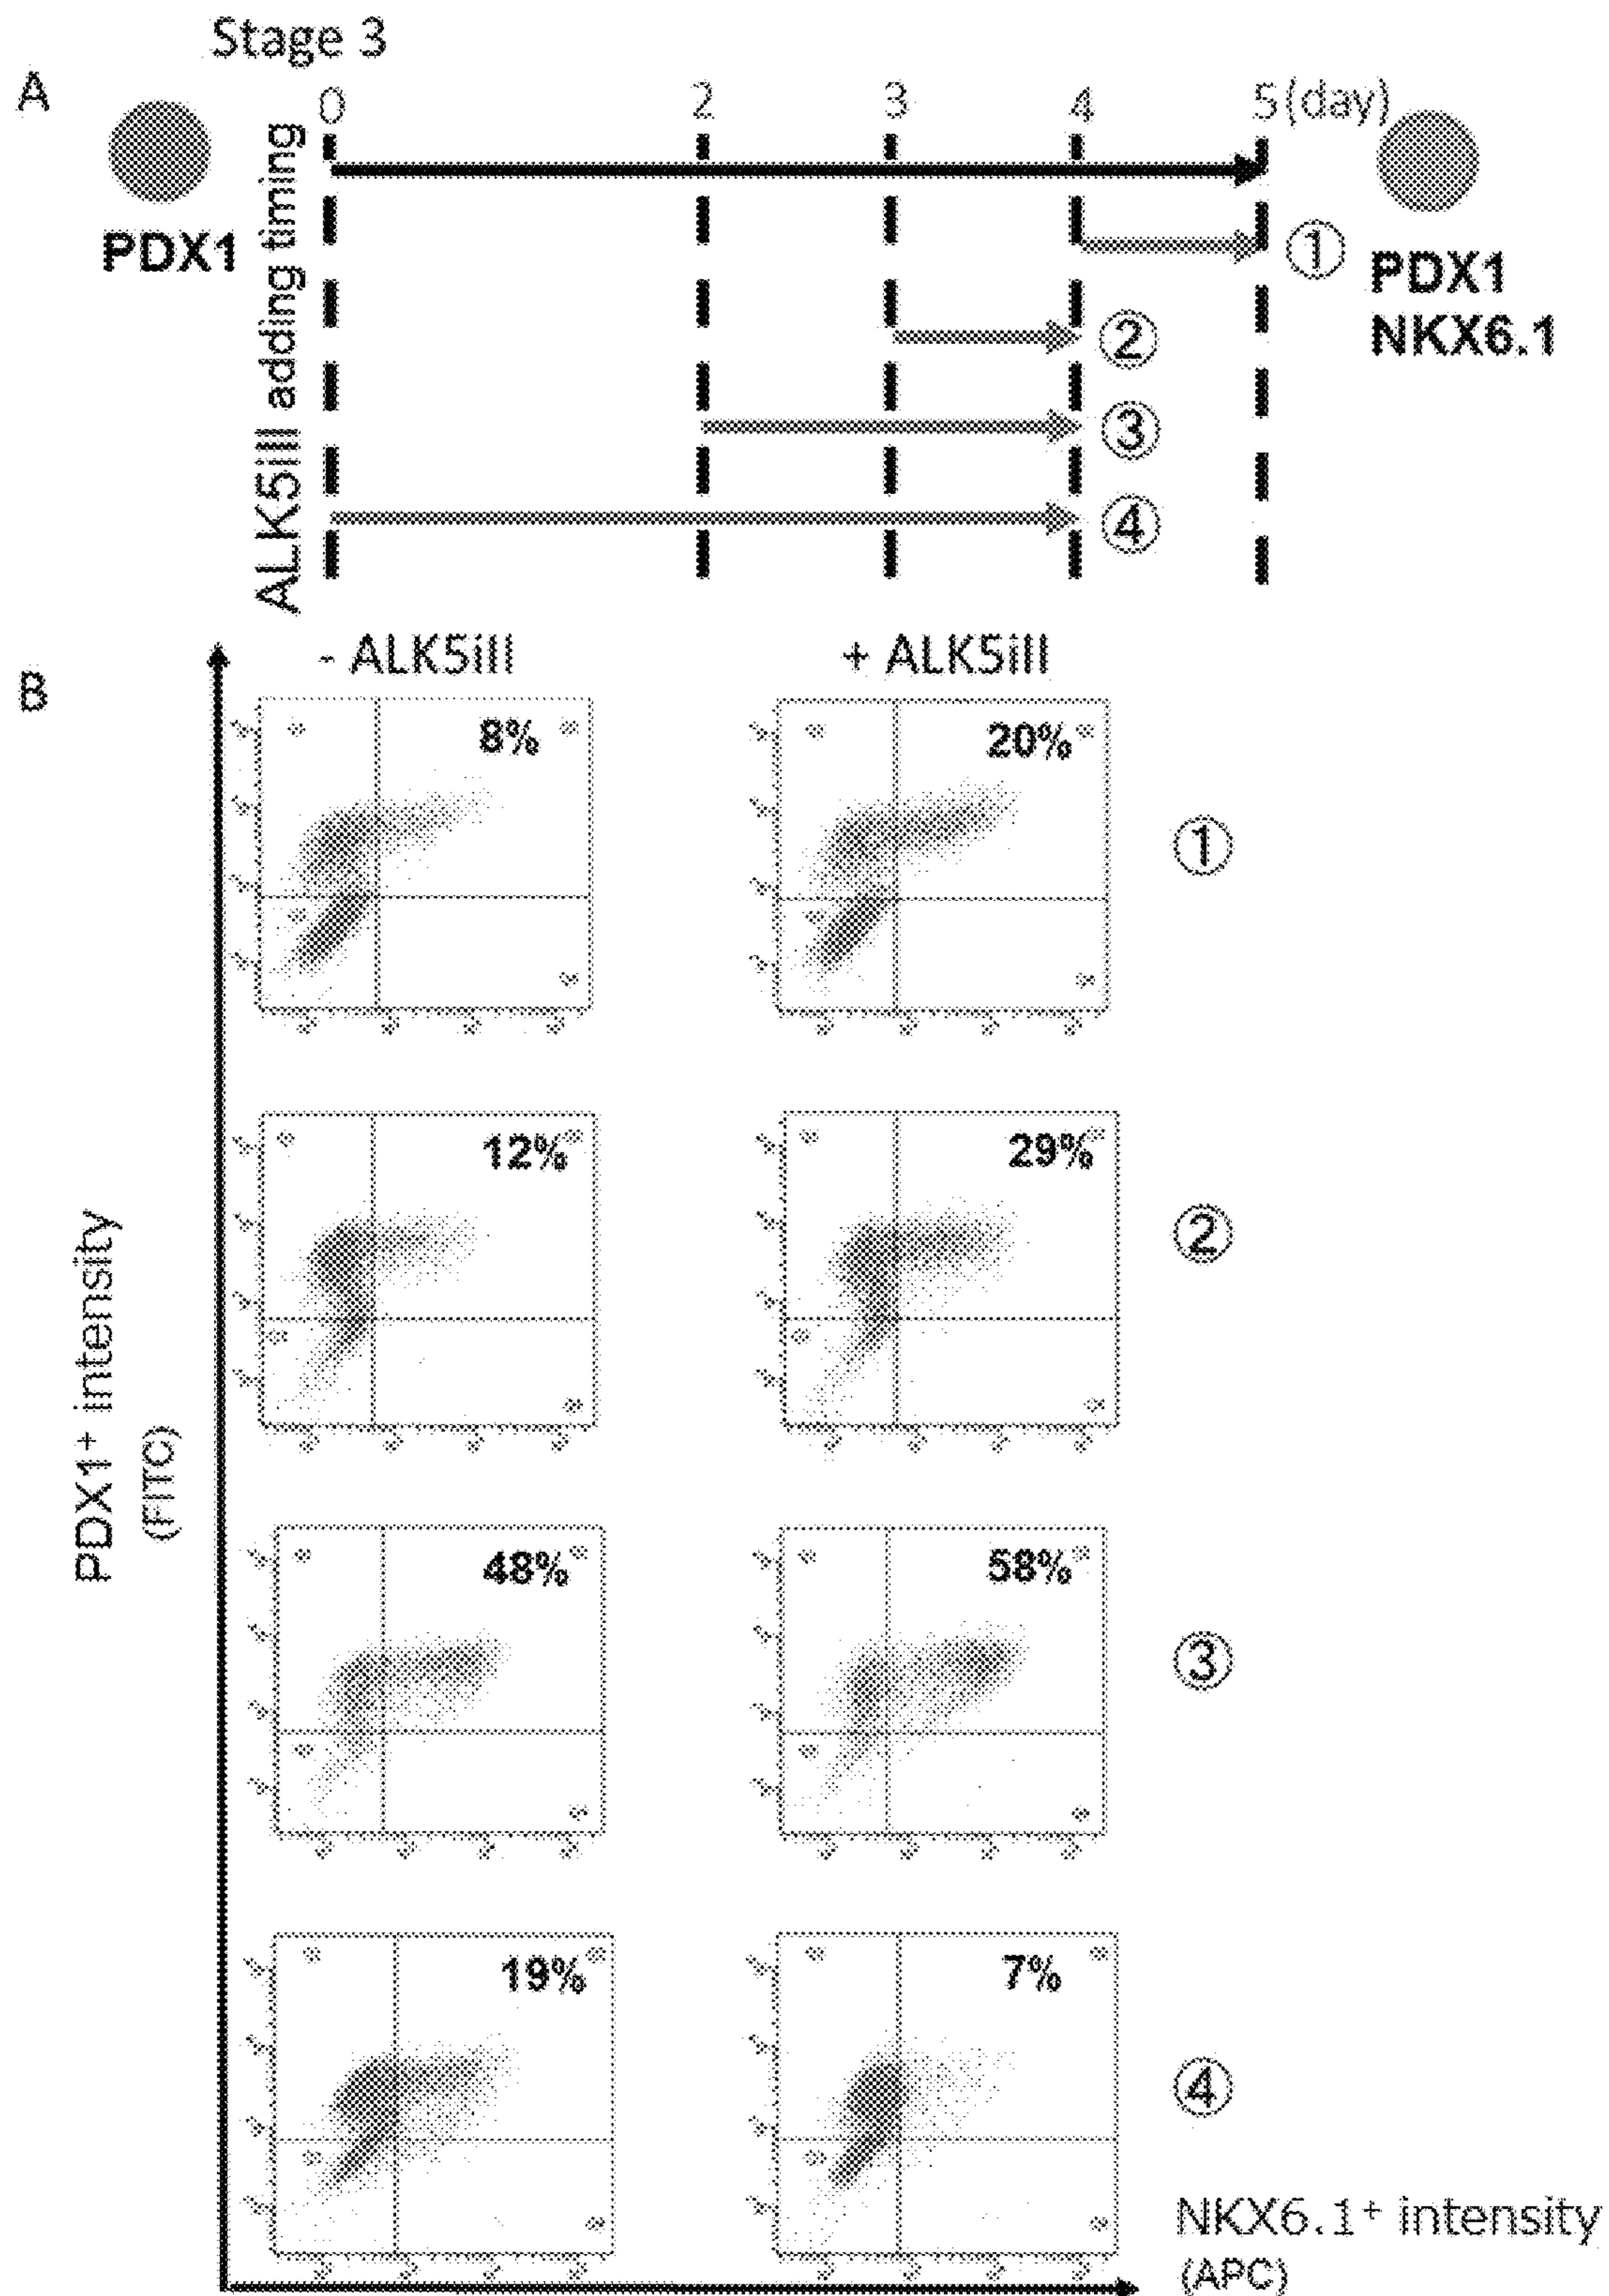 Stage 3
A
0 2 3 4 5 (day)
PDX1
ALK5iII adding timing
①
PDX1
NKX6.1
②
③
④
B
- ALK5iII
+ ALK5iII
8%
20%
①
12%
29%
②
PDX1+ intensity
(FITC)
48%
58%
③
19%
7%
④
NKX6.1+ intensity
(APC)